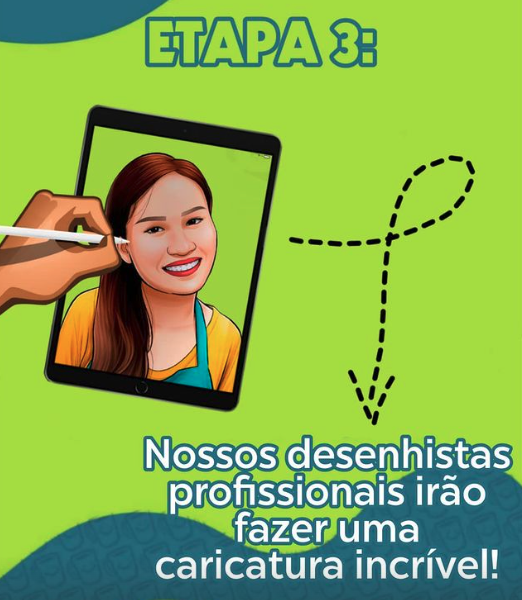 ETAPA 3:
Nossos desenhistas
profissionais irão
fazer uma
caricatura incrível!